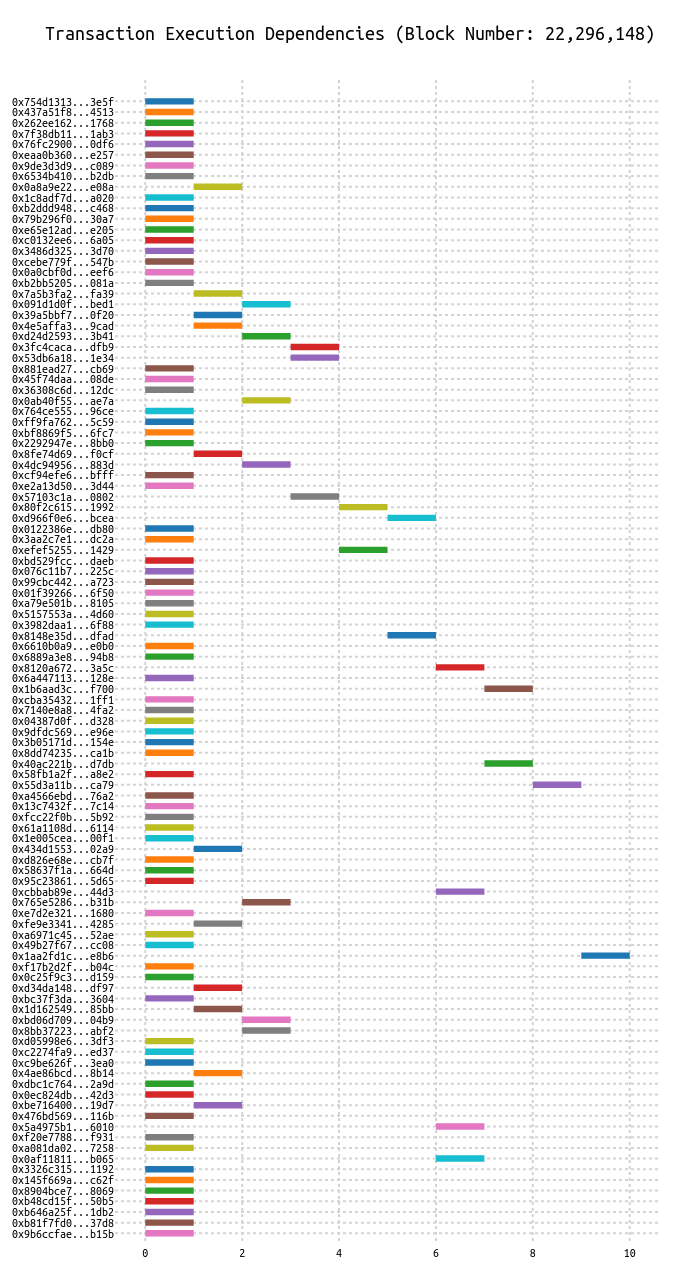 Transaction Execution Dependencies (Block Number: 22,296,148)
0x754d1313...3e5f
0x437a51f8...4513
0x262ee162...1768
0x7f38db11...1ab3
0x76fc2900...0df6
0xeaa0b360...e257
0x9de3d3d9...c089
0x6534b410...b2db
0x0a8a9e22...e08a
0x1c8adf7d...a020
0xb2ddd948...c468
0x79b296f0...30a7
0xe65e12ad...e205
0xc0132ee6...6a05
0x3486d325...3d70
0xcebe779f...547b
0x0a0cbf0d...eef6
0xb2bb5205...081a
0x7a5b3fa2...fa39
0x091d1d0f...bed1
0x39a5bbf7...0f20
0x4e5affa3...9cad
0xd24d2593...3b41
0x3fc4caca...dfb9
0x53db6a18...1e34
0x881ead27...cb69
0x45f74daa...08de
0x36308c6d...12dc
0x0ab40f55...ae7a
0x764ce555...96ce
0xff9fa762...5c59
0xbf8869f5...6fc7
0x2292947e...8bb0
0x8fe74d69...f0cf
0x4dc94956...883d
0xcf94efe6...bfff
0xe2a13d50...3d44
0x57103c1a...0802
0x80f2c615...1992
0xd966f0e6...bcea
0x0122386e...db80
0x3aa2c7e1...dc2a
0xefef5255...1429
0xbd529fcc...daeb
0x076c11b7...225c
0x99cbc442...a723
0x01f39266...6f50
0xa79e501b...8105
0x5157553a...4d60
0x3982daa1...6f88
0x8148e35d...dfad
0x6610b0a9...e0b0
0x6889a3e8...94b8
0x8120a672...3a5c
0x6a447113...128e
0x1b6aad3c...f700
0xcba35432...1ff1
0x7140e8a8...4fa2
0x04387d0f...d328
0x9dfdc569...e96e
0x3b05171d...154e
0x8dd74235...ca1b
0x40ac221b...d7db
0x58fb1a2f...a8e2
0x55d3a11b...ca79
0xa4566ebd...76a2
0x13c7432f...7c14
0xfcc22f0b...5b92
0x61a1108d...6114
0x1e005cea...00f1
0x434d1553...02a9
0xd826e68e...cb7f
0x58637f1a...664d
0x95c23861...5d65
0xcbbab89e...44d3
0x765e5286...b31b
0xe7d2e321...1680
0xfe9e3341...4285
0xa6971c45...52ae
0x49b27f67...cc08
0x1aa2fd1c...e8b6
0xf17b2d2f...b04c
0x0c25f9c3...d159
0xd34da148...df97
0xbc37f3da...3604
0x1d162549...85bb
0xbd06d709...04b9
0x8bb37223...abf2
0xd05998e6...3df3
0xc2274fa9...ed37
0xc9be626f...3ea0
0x4ae86bcd...8b14
0xdbc1c764...2a9d
0x0ec824db...42d3
0xbe716400...19d7
0x476bd569...116b
0x5a4975b1...6010
0xf20e7788...f931
0xa081da02...7258
0x0af11811...b065
0x3326c315...1192
0x145f669a...c62f
0x8904bce7...8069
0xb48cd15f...50b5
0xb646a25f...1db2
0xb81f7fd0...37d8
0x9b6ccfae...b15b
0 2 4 6 8 10